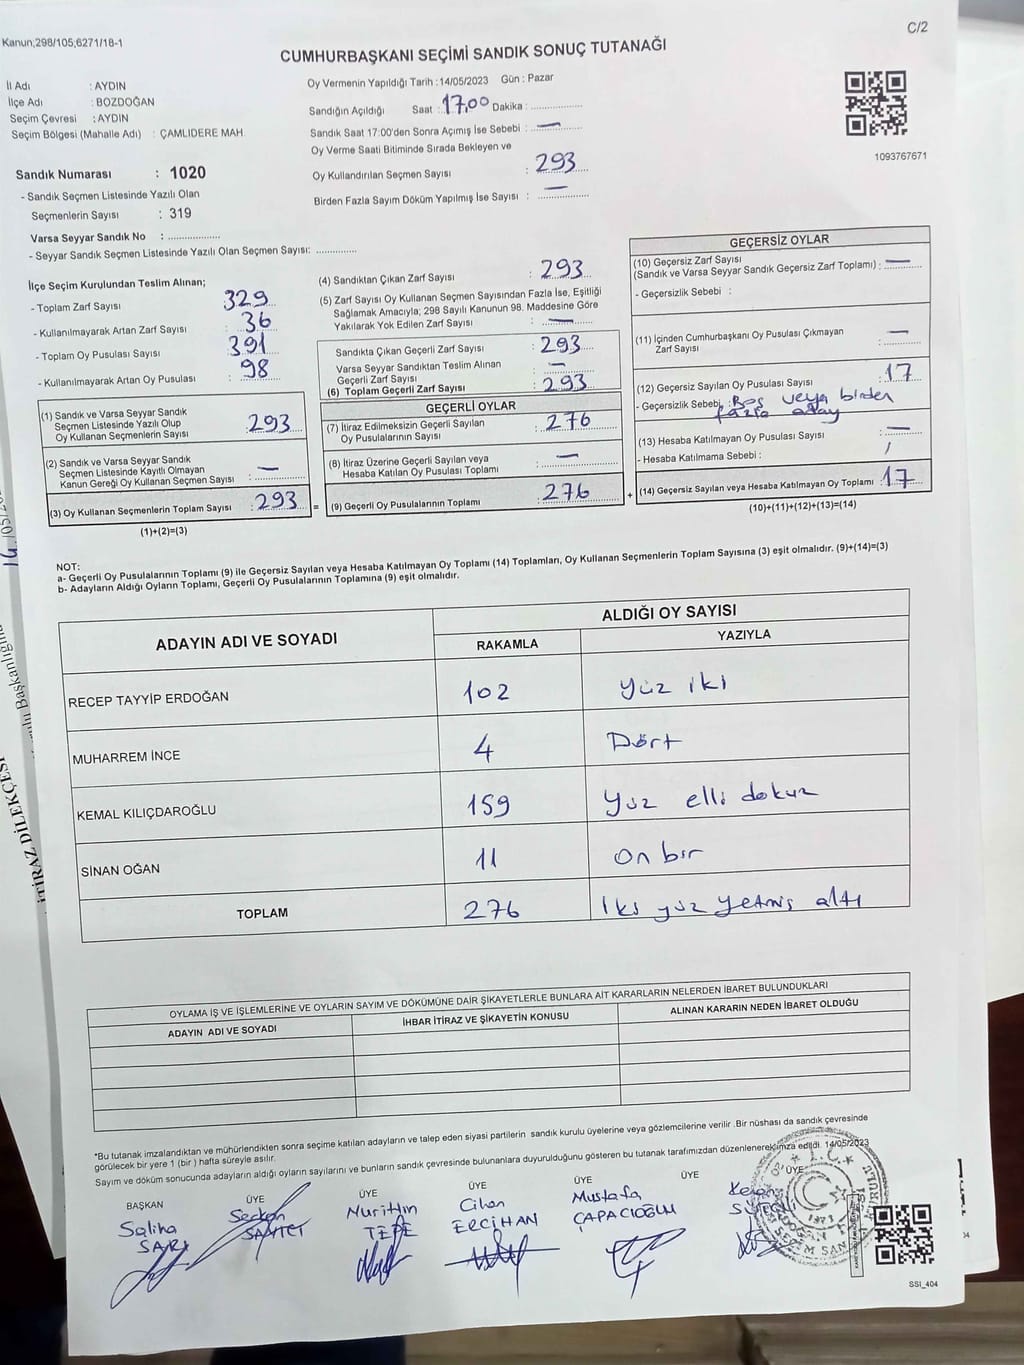 Kanun;298/105;6271/18-1
C/2
CUMHURBAŞKANI SEÇİMİ SANDIK SONUÇ TUTANAĞI
İl Adı : AYDIN
İlçe Adı : BOZDOĞAN
Seçim Çevresi : AYDIN
Seçim Bölgesi (Mahalle Adı) : ÇAMLIDERE MAH.
Oy Vermenin Yapıldığı Tarih : 14/05/2023 Gün : Pazar
Sandığın Açıldığı Saat : 17.00 Dakika : ................
Sandık Saat 17:00'den Sonra Açımış İse Sebebi : —
Oy Verme Saati Bitiminde Sırada Bekleyen ve
Oy Kullandırılan Seçmen Sayısı : 293
Birden Fazla Sayım Döküm Yapılmış İse Sayısı : —
1093767671
Sandık Numarası : 1020
- Sandık Seçmen Listesinde Yazılı Olan
Seçmenlerin Sayısı : 319
Varsa Seyyar Sandık No : ................
- Seyyar Sandık Seçmen Listesinde Yazılı Olan Seçmen Sayısı: ............
İlçe Seçim Kurulundan Teslim Alınan;
- Toplam Zarf Sayısı : 329
- Kullanılmayarak Artan Zarf Sayısı : 36
- Toplam Oy Pusulası Sayısı : 391
- Kullanılmayarak Artan Oy Pusulası : 98
(1) Sandık ve Varsa Seyyar Sandık
Seçmen Listesinde Yazılı Olup
Oy Kullanan Seçmenlerin Sayısı : 293
(2) Sandık ve Varsa Seyyar Sandık
Seçmen Listesinde Kayıtlı Olmayan
Kanun Gereği Oy Kullanan Seçmen Sayısı : —
(3) Oy Kullanan Seçmenlerin Toplam Sayısı : 293 =
(1)+(2)=(3)
(4) Sandıktan Çıkan Zarf Sayısı : 293
(5) Zarf Sayısı Oy Kullanan Seçmen Sayısından Fazla İse, Eşitliği
Sağlamak Amacıyla; 298 Sayılı Kanunun 98. Maddesine Göre
Yakılarak Yok Edilen Zarf Sayısı : —
Sandıkta Çıkan Geçerli Zarf Sayısı : 293
Varsa Seyyar Sandıktan Teslim Alınan
Geçerli Zarf Sayısı : —
(6) Toplam Geçerli Zarf Sayısı : 293
GEÇERLİ OYLAR
(7) İtiraz Edilmeksizin Geçerli Sayılan
Oy Pusulalarının Sayısı : 276
(8) İtiraz Üzerine Geçerli Sayılan veya
Hesaba Katılan Oy Pusulası Toplamı : —
(9) Geçerli Oy Pusulalarının Toplamı : 276 +
GEÇERSİZ OYLAR
(10) Geçersiz Zarf Sayısı
(Sandık ve Varsa Seyyar Sandık Geçersiz Zarf Toplamı) : —
- Geçersizlik Sebebi :
(11) İçinden Cumhurbaşkanı Oy Pusulası Çıkmayan
Zarf Sayısı : —
(12) Geçersiz Sayılan Oy Pusulası Sayısı : 17
- Geçersizlik Sebebi : Boş veya birden
fazla aday
(13) Hesaba Katılmayan Oy Pusulası Sayısı : —
- Hesaba Katılmama Sebebi : /
(14) Geçersiz Sayılan veya Hesaba Katılmayan Oy Toplamı : 17
(10)+(11)+(12)+(13)=(14)
NOT:
a- Geçerli Oy Pusulalarının Toplamı (9) ile Geçersiz Sayılan veya Hesaba Katılmayan Oy Toplamı (14) Toplamları, Oy Kullanan Seçmenlerin Toplam Sayısına (3) eşit olmalıdır. (9)+(14)=(3)
b- Adayların Aldığı Oyların Toplamı, Geçerli Oy Pusulalarının Toplamına (9) eşit olmalıdır.
ADAYIN ADI VE SOYADI
ALDIĞI OY SAYISI
RAKAMLA YAZIYLA
RECEP TAYYİP ERDOĞAN 102 Yüz iki
MUHARREM İNCE 4 Dört
KEMAL KILIÇDAROĞLU 159 Yüz elli dokuz
SİNAN OĞAN 11 On bir
TOPLAM 276 İki yüz yetmiş altı
OYLAMA İŞ VE İŞLEMLERİNE VE OYLARIN SAYIM VE DÖKÜMÜNE DAİR ŞİKAYETLERLE BUNLARA AİT KARARLARIN NELERDEN İBARET BULUNDUKLARI
ADAYIN ADI VE SOYADI İHBAR İTİRAZ VE ŞİKAYETİN KONUSU ALINAN KARARIN NEDEN İBARET OLDUĞU
*Bu tutanak imzalandıktan ve mühürlendikten sonra seçime katılan adayların ve talep eden siyasi partilerin sandık kurulu üyelerine veya gözlemcilerine verilir .Bir nüshası da sandık çevresinde
görülecek bir yere 1 (bir ) hafta süreyle asılır.
Sayım ve döküm sonucunda adayların aldığı oyların sayılarını ve bunların sandık çevresinde bulunanlara duyurulduğunu gösteren bu tutanak tarafımızdan düzenlenerek imza edildi. 14/05/2023
BAŞKAN ÜYE ÜYE ÜYE ÜYE ÜYE ÜYE
Saliha Nurittin Cihan Mustafa
SARI TEPE ERCİHAN ÇAPACIOĞLU
SSI_404
İTİRAZ DİLEKÇESİ
Başkanlığına